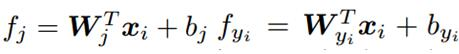 f_j = W_j^T x_i + b_j f_{y_i} = W_{y_i}^T x_i + b_{y_i}